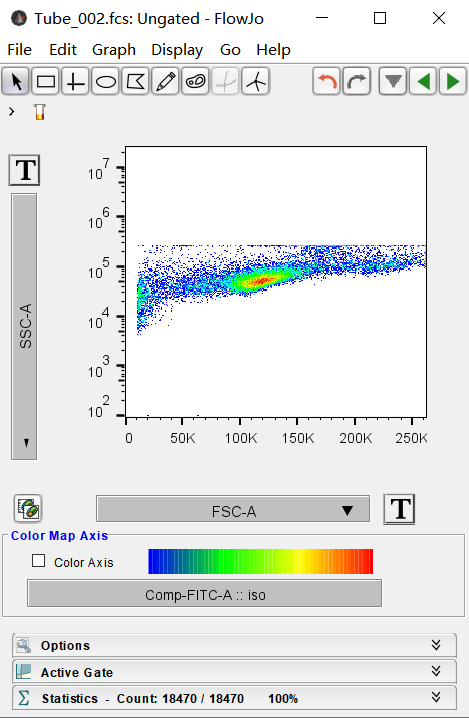 Tube_002.fcs: Ungated - FlowJo
File Edit Graph Display Go Help
T
10^7
10^6
10^5
10^4
10^3
10^2
SSC-A
0 50K 100K 150K 200K 250K
FSC-A
T
Color Map Axis
Color Axis
Comp-FITC-A :: iso
Options
Active Gate
Σ Statistics - Count: 18470 / 18470 100%